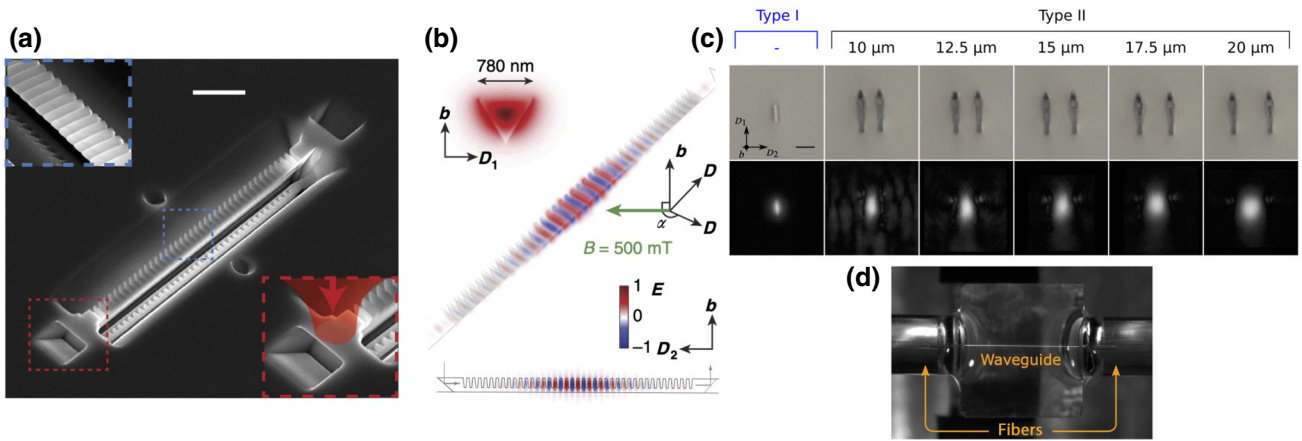 (a)
(b)
780 nm
b
D1
b
D
α
D
B = 500 mT
1
0
−1
E
b
D2
(c)
Type I
Type II
-
10 µm
12.5 µm
15 µm
17.5 µm
20 µm
D1
b
D2
(d)
Waveguide
Fibers